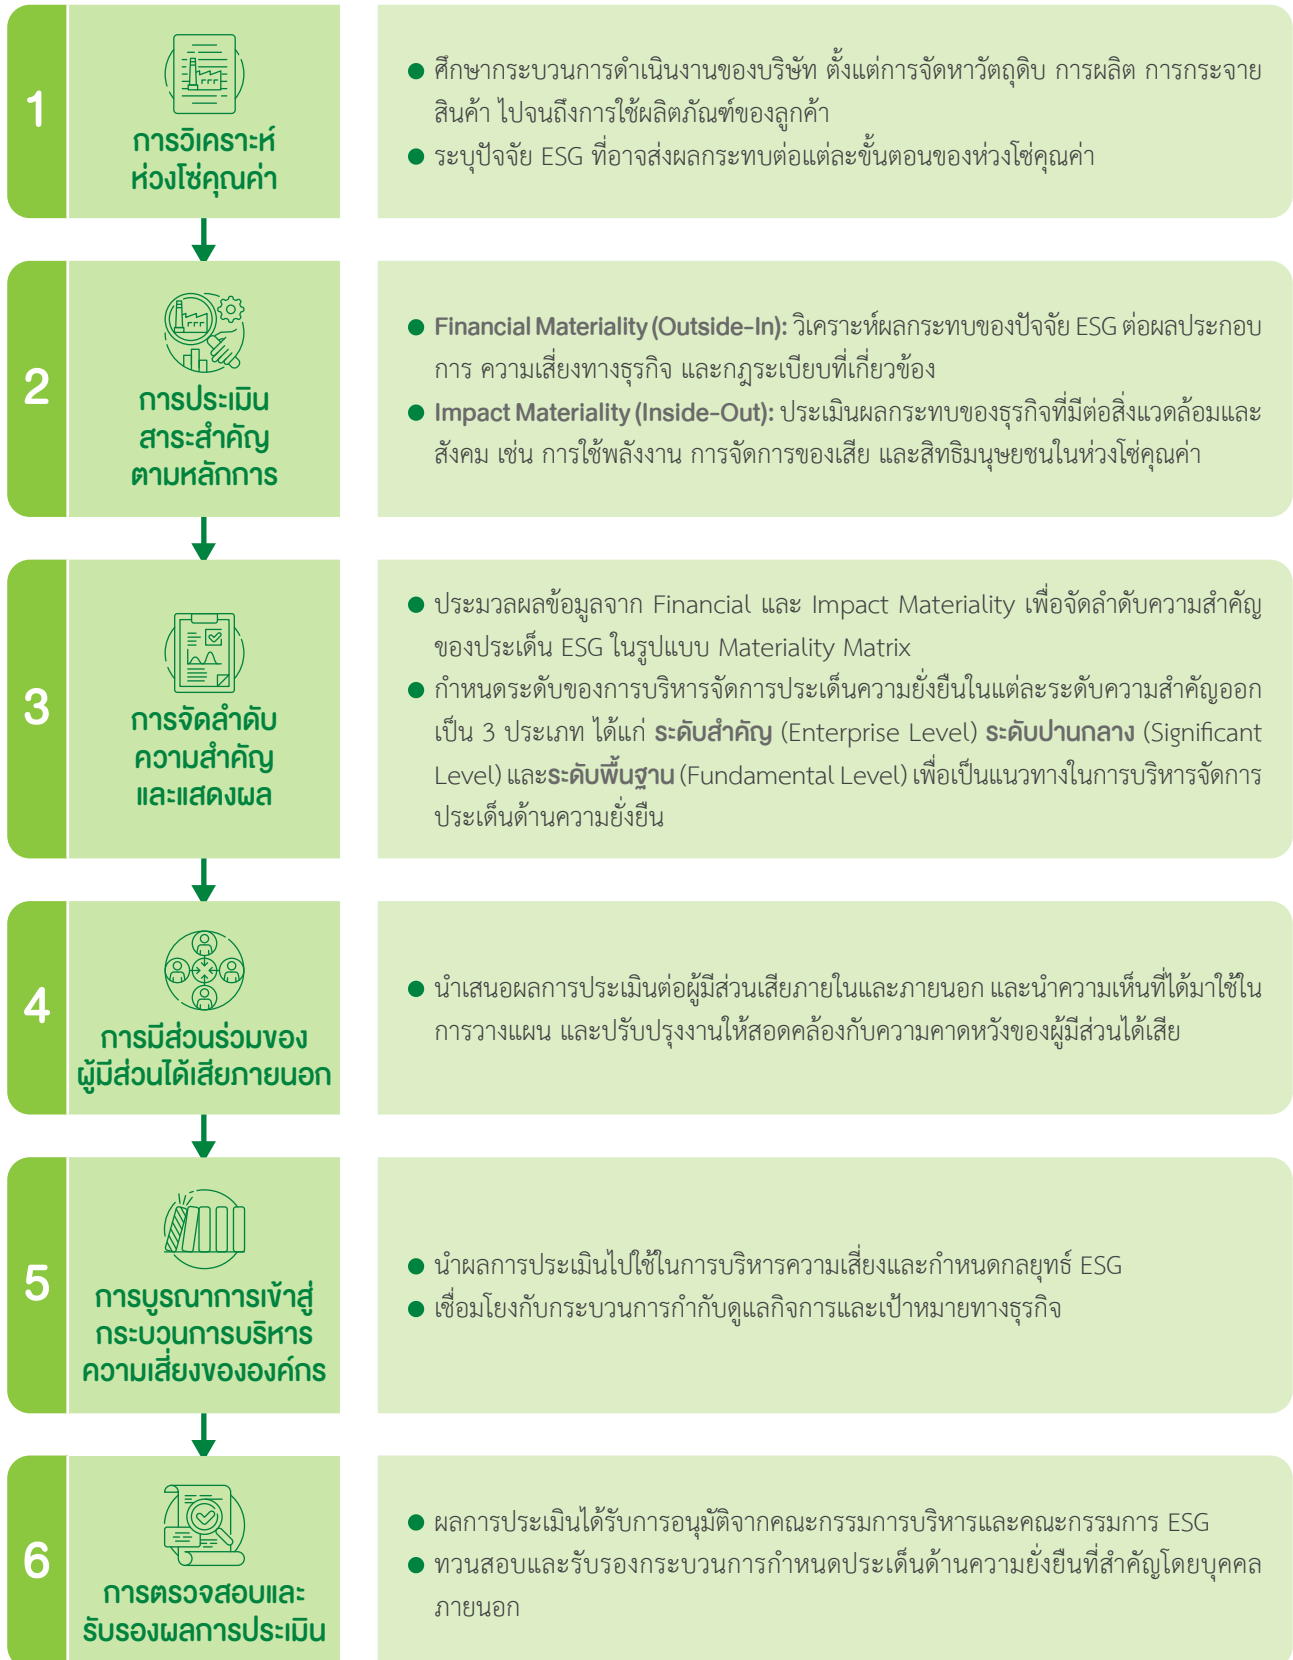 1
การวิเคราะห์
ห่วงโซ่คุณค่า
● ศึกษากระบวนการดำเนินงานของบริษัท ตั้งแต่การจัดหาวัตถุดิบ การผลิต การกระจาย
สินค้า ไปจนถึงการใช้ผลิตภัณฑ์ของลูกค้า
● ระบุปัจจัย ESG ที่อาจส่งผลกระทบต่อแต่ละขั้นตอนของห่วงโซ่คุณค่า
2
การประเมิน
สาระสำคัญ
ตามหลักการ
● Financial Materiality (Outside-In): วิเคราะห์ผลกระทบของปัจจัย ESG ต่อผลประกอบ
การ ความเสี่ยงทางธุรกิจ และกฎระเบียบที่เกี่ยวข้อง
● Impact Materiality (Inside-Out): ประเมินผลกระทบของธุรกิจที่มีต่อสิ่งแวดล้อมและ
สังคม เช่น การใช้พลังงาน การจัดการของเสีย และสิทธิมนุษยชนในห่วงโซ่คุณค่า
3
การจัดลำดับ
ความสำคัญ
และแสดงผล
● ประมวลผลข้อมูลจาก Financial และ Impact Materiality เพื่อจัดลำดับความสำคัญ
ของประเด็น ESG ในรูปแบบ Materiality Matrix
● กำหนดระดับของการบริหารจัดการประเด็นความยั่งยืนในแต่ละระดับความสำคัญออก
เป็น 3 ประเภท ได้แก่ ระดับสำคัญ (Enterprise Level) ระดับปานกลาง (Significant
Level) และระดับพื้นฐาน (Fundamental Level) เพื่อเป็นแนวทางในการบริหารจัดการ
ประเด็นด้านความยั่งยืน
4
การมีส่วนร่วมของ
ผู้มีส่วนได้เสียภายนอก
● นำเสนอผลการประเมินต่อผู้มีส่วนเสียภายในและภายนอก และนำความเห็นที่ได้มาใช้ใน
การวางแผน และปรับปรุงงานให้สอดคล้องกับความคาดหวังของผู้มีส่วนได้เสีย
5
การบูรณาการเข้าสู่
กระบวนการบริหาร
ความเสี่ยงขององค์กร
● นำผลการประเมินไปใช้ในการบริหารความเสี่ยงและกำหนดกลยุทธ์ ESG
● เชื่อมโยงกับกระบวนการกำกับดูแลกิจการและเป้าหมายทางธุรกิจ
6
การตรวจสอบและ
รับรองผลการประเมิน
● ผลการประเมินได้รับการอนุมัติจากคณะกรรมการบริหารและคณะกรรมการ ESG
● ทวนสอบและรับรองกระบวนการกำหนดประเด็นด้านความยั่งยืนที่สำคัญโดยบุคคล
ภายนอก